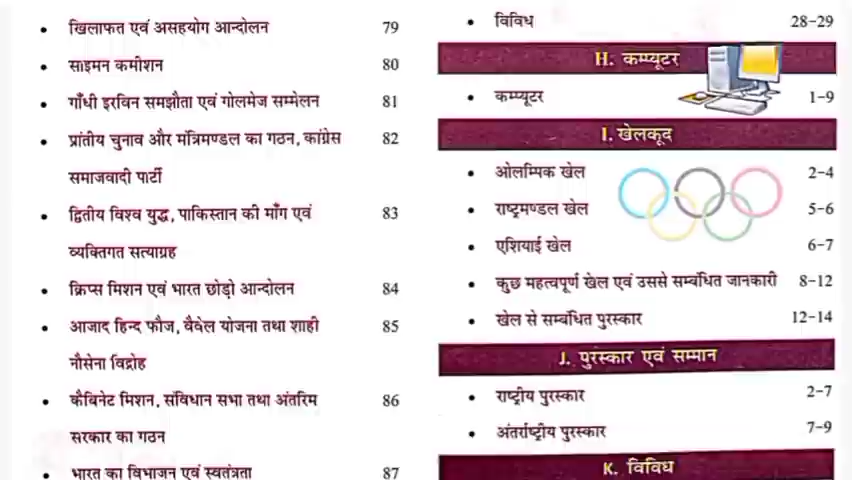 • खिलाफत एवं असहयोग आन्दोलन 79
• साइमन कमीशन 80
• गाँधी इरविन समझौता एवं गोलमेज सम्मेलन 81
• प्रांतीय चुनाव और मंत्रिमण्डल का गठन, कांग्रेस 82
समाजवादी पार्टी
• द्वितीय विश्व युद्ध, पाकिस्तान की माँग एवं 83
व्यक्तिगत सत्याग्रह
• क्रिप्स मिशन एवं भारत छोड़ो आन्दोलन 84
• आजाद हिन्द फौज, वैवेल योजना तथा शाही 85
नौसेना विद्रोह
• कैबिनेट मिशन, संविधान सभा तथा अंतरिम 86
सरकार का गठन
• भारत का विभाजन एवं स्वतंत्रता 87
• विविध 28-29
H. कम्प्यूटर
• कम्प्यूटर 1-9
I. खेलकूद
• ओलम्पिक खेल 2-4
• राष्ट्रमण्डल खेल 5-6
• एशियाई खेल 6-7
• कुछ महत्वपूर्ण खेल एवं उससे सम्बंधित जानकारी 8-12
• खेल से सम्बंधित पुरस्कार 12-14
J. पुरस्कार एवं सम्मान
• राष्ट्रीय पुरस्कार 2-7
• अंतर्राष्ट्रीय पुरस्कार 7-9
K. विविध